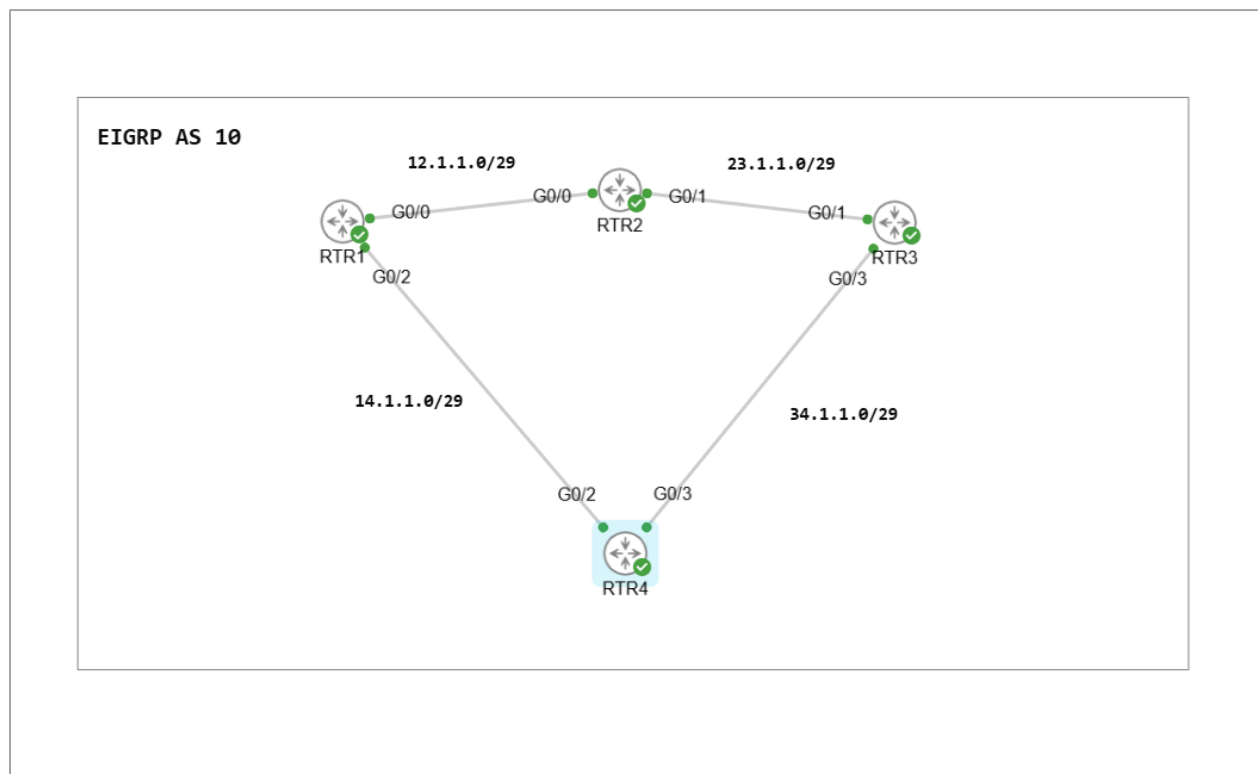 EIGRP AS 10
12.1.1.0/29
23.1.1.0/29
G0/0
G0/0
G0/1
G0/1
RTR1
RTR2
RTR3
G0/2
G0/3
14.1.1.0/29
34.1.1.0/29
G0/2
G0/3
RTR4